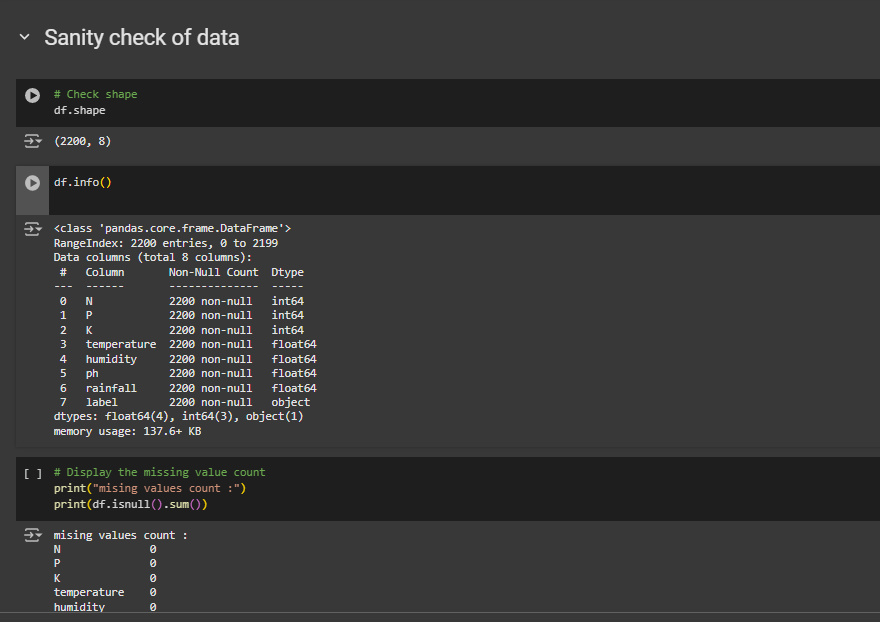 Sanity check of data
# Check shape
df.shape
(2200, 8)
df.info()
<class 'pandas.core.frame.DataFrame'>
RangeIndex: 2200 entries, 0 to 2199
Data columns (total 8 columns):
 #   Column       Non-Null Count  Dtype
---  ------       --------------  -----
 0   N            2200 non-null   int64
 1   P            2200 non-null   int64
 2   K            2200 non-null   int64
 3   temperature  2200 non-null   float64
 4   humidity     2200 non-null   float64
 5   ph           2200 non-null   float64
 6   rainfall     2200 non-null   float64
 7   label        2200 non-null   object
dtypes: float64(4), int64(3), object(1)
memory usage: 137.6+ KB
[ ] # Display the missing value count
print("mising values count :")
print(df.isnull().sum())
mising values count :
N              0
P              0
K              0
temperature    0
humidity       0